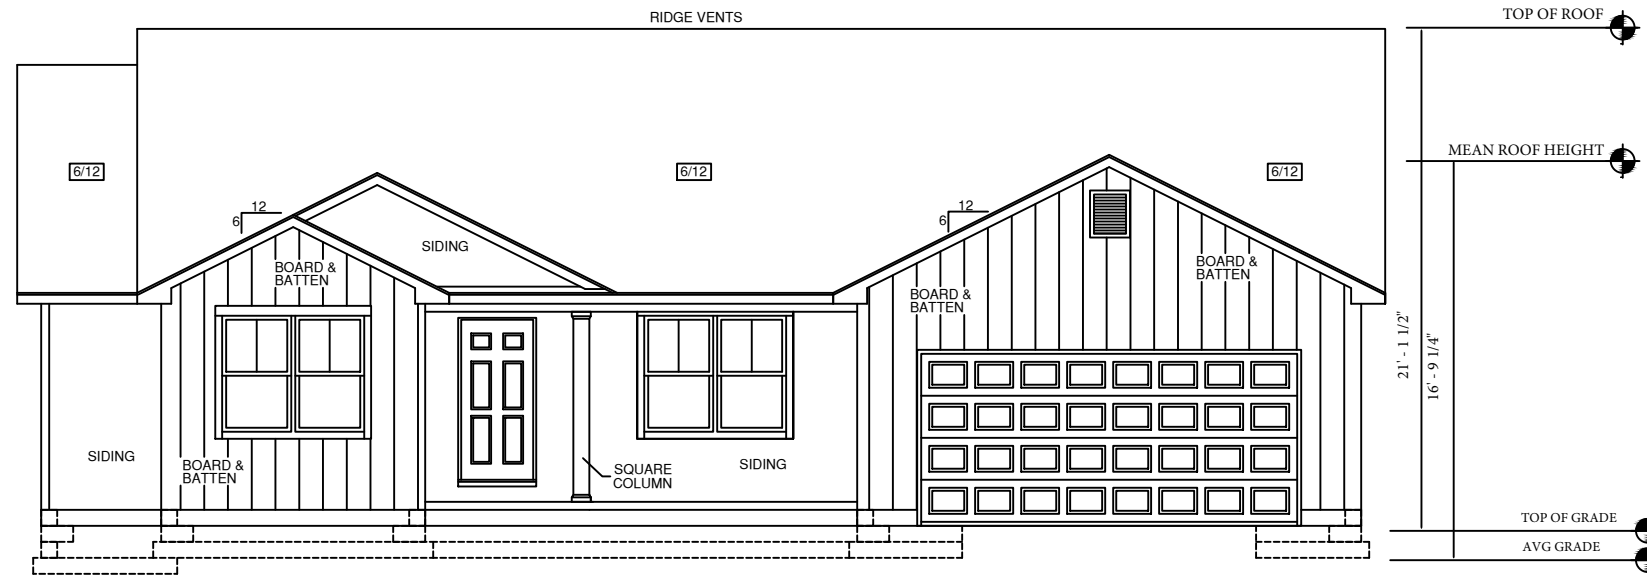 RIDGE VENTS
TOP OF ROOF
MEAN ROOF HEIGHT
6/12
6/12
6/12
12
6
12
6
SIDING
BOARD &
BATTEN
BOARD &
BATTEN
BOARD &
BATTEN
21' - 1 1/2"
16' - 9 1/4"
SIDING
BOARD &
BATTEN
SQUARE
COLUMN
SIDING
TOP OF GRADE
AVG GRADE